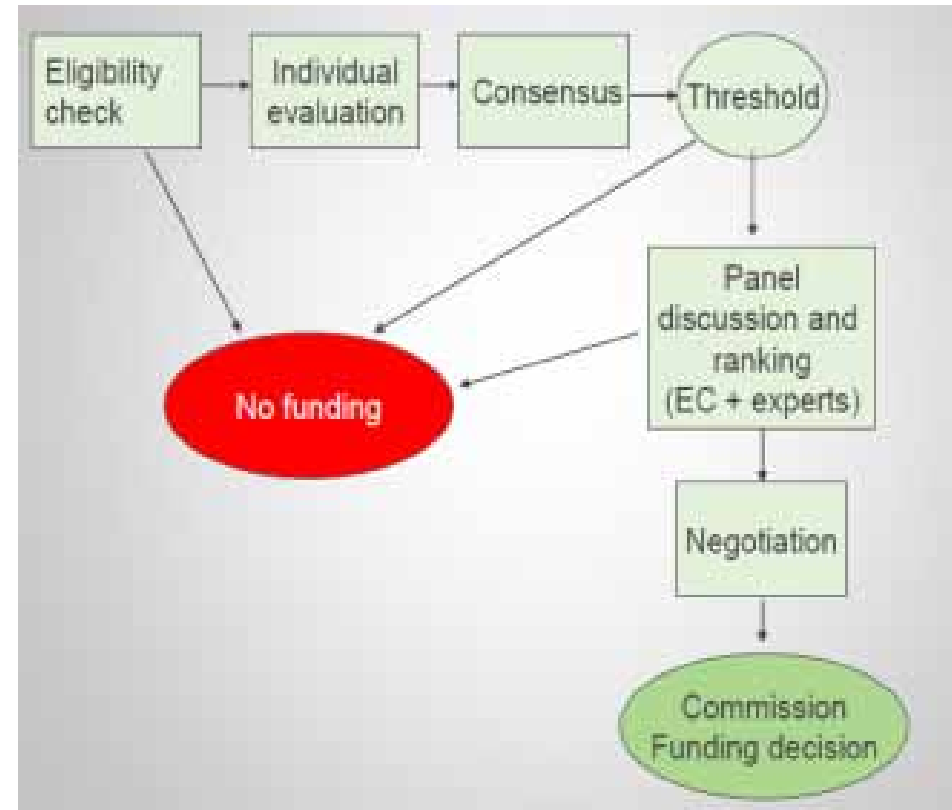 Eligibility
check
Individual
evaluation
Consensus
Threshold
Panel
discussion and
ranking
(EC + experts)
No funding
Negotiation
Commission
Funding decision